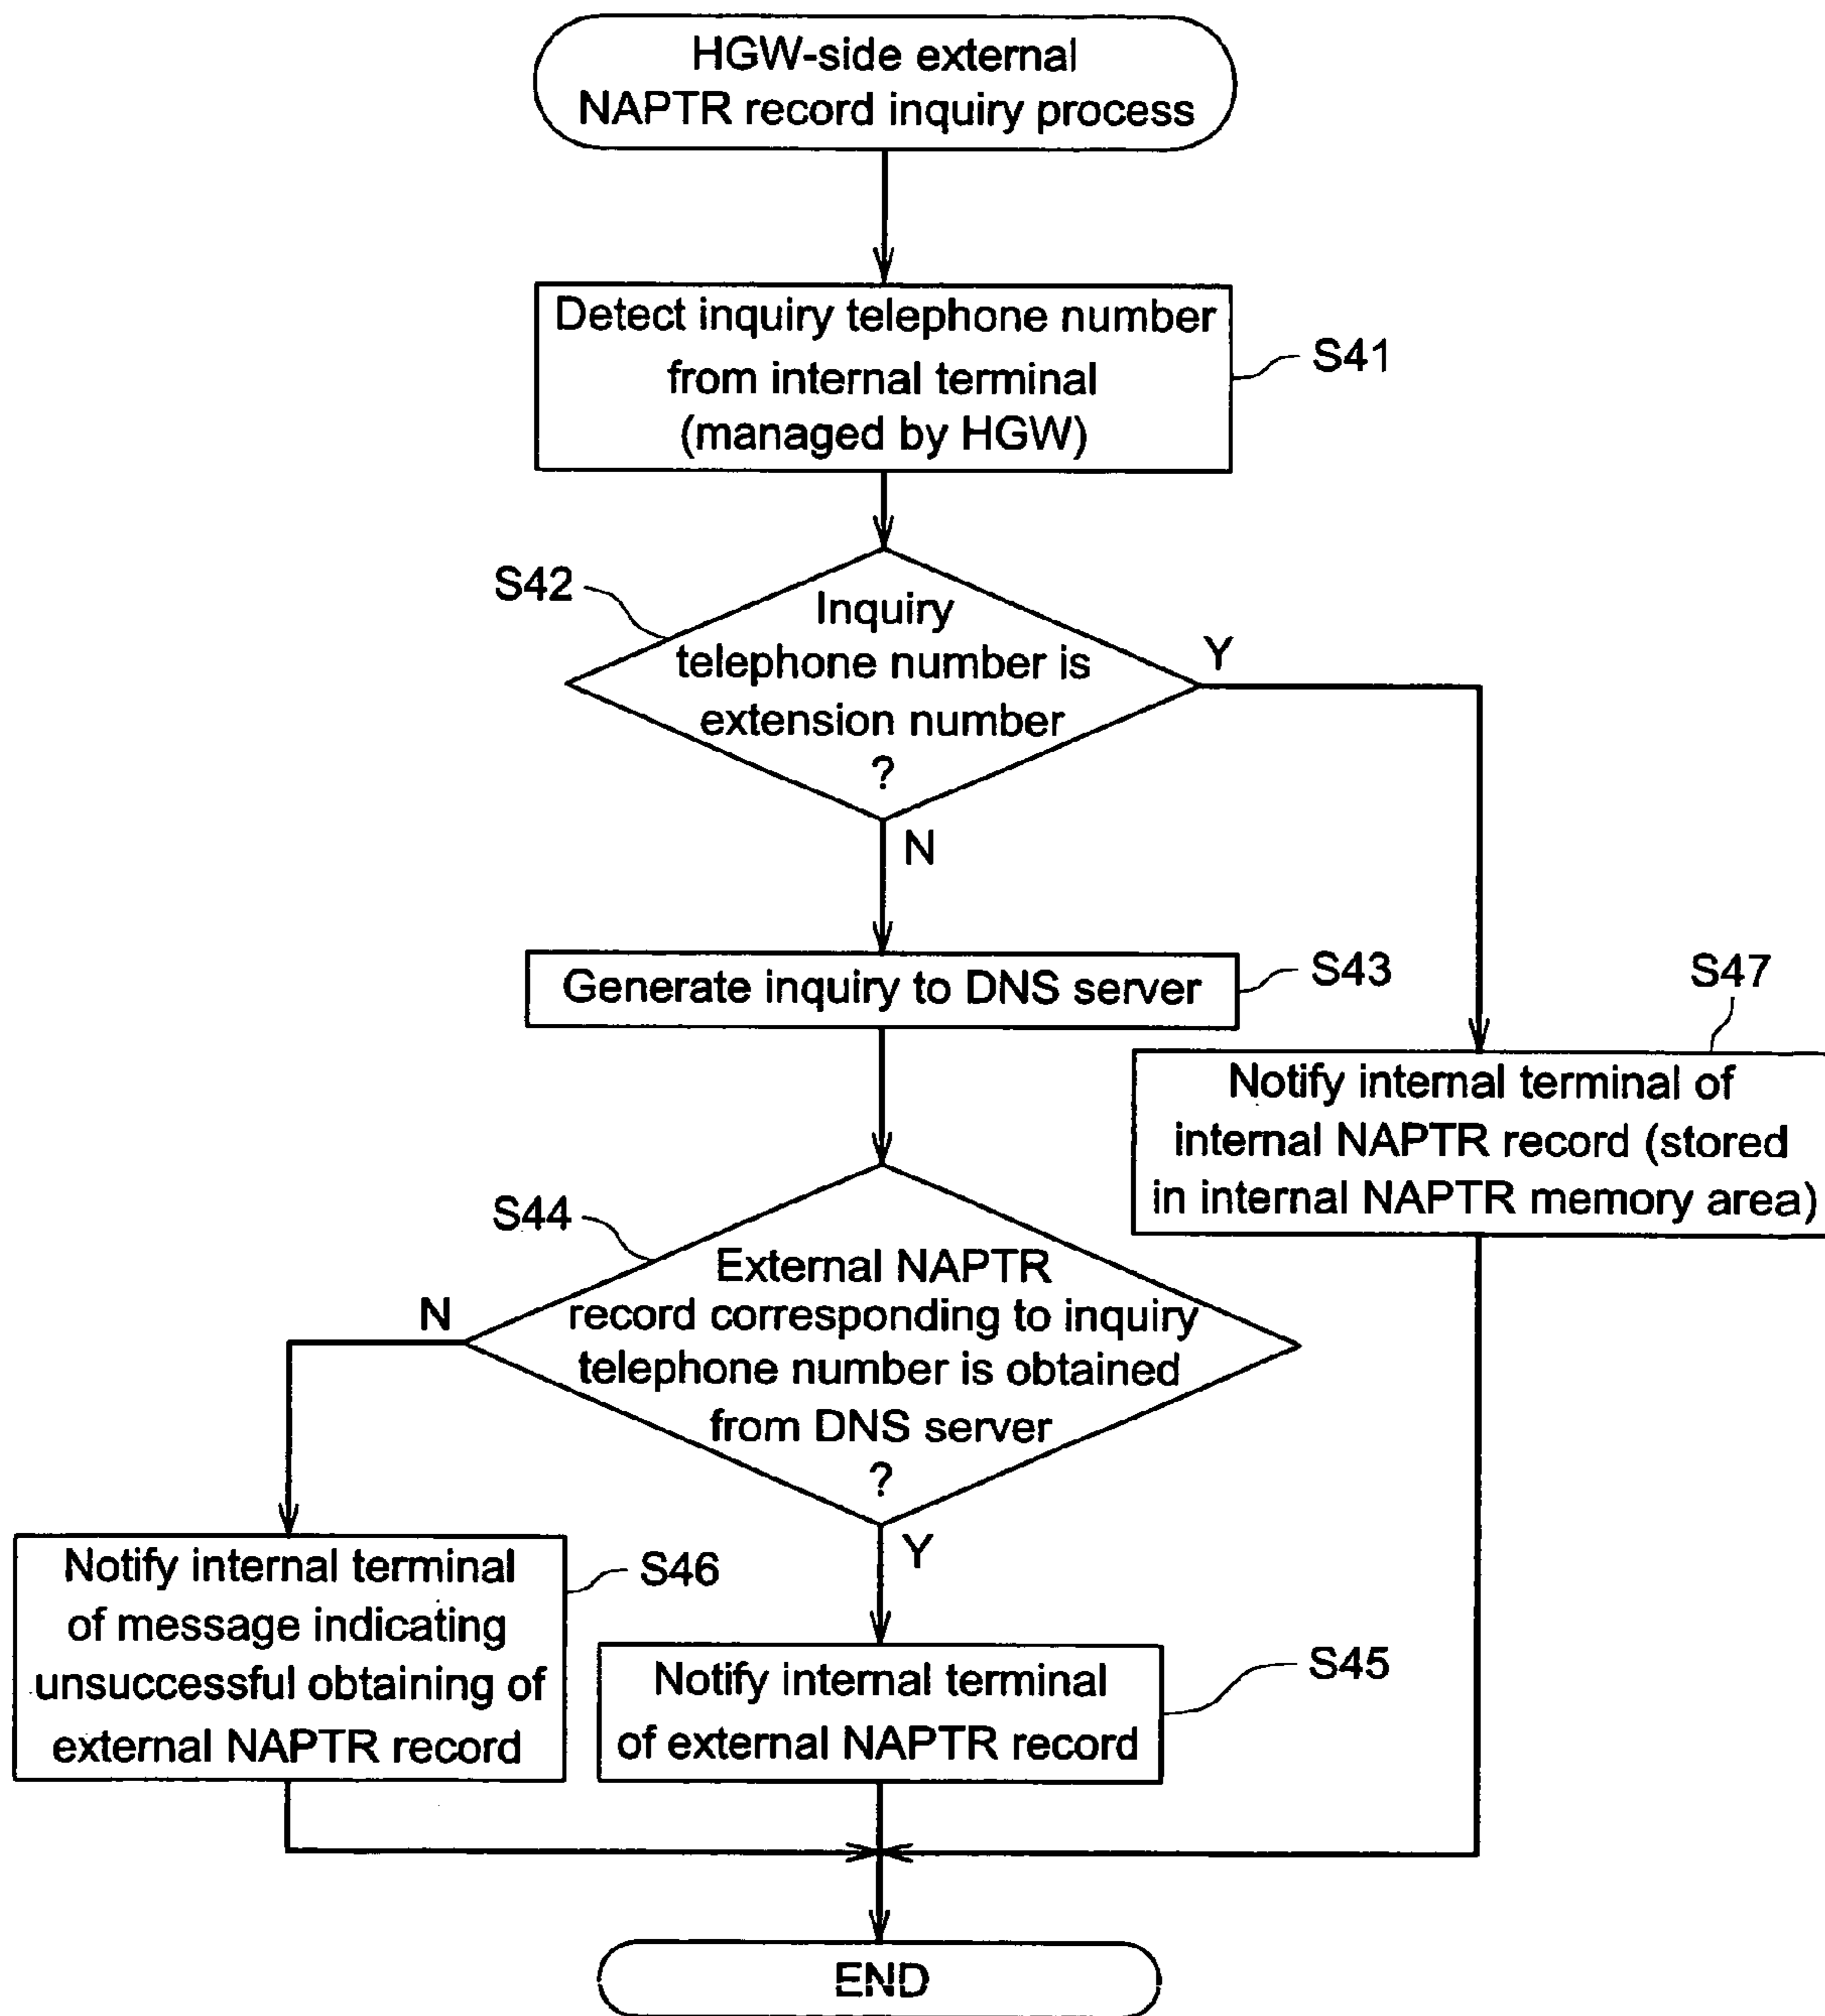 HGW-side external
NAPTR record inquiry process
Detect inquiry telephone number
from internal terminal
(managed by HGW)
S41
S42
Inquiry
telephone number is
extension number
?
Y
N
Generate inquiry to DNS server
S43
S47
Notify internal terminal of
internal NAPTR record (stored
in internal NAPTR memory area)
S44
External NAPTR
record corresponding to inquiry
telephone number is obtained
from DNS server
?
N
Y
Notify internal terminal
of message indicating
unsuccessful obtaining of
external NAPTR record
S46
Notify internal terminal
of external NAPTR record
S45
END